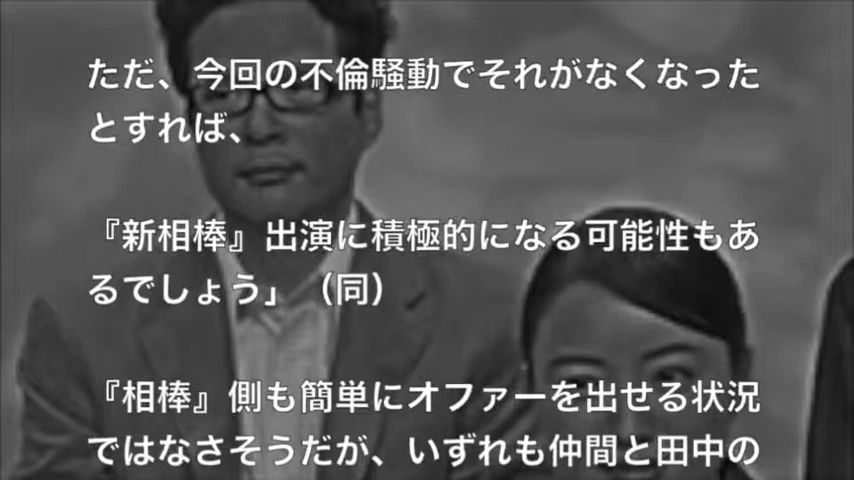 ただ、今回の不倫騒動でそれがなくなった
とすれば、
『新相棒』出演に積極的になる可能性もあ
るでしょう」（同）
『相棒』側も簡単にオファーを出せる状況
ではなさそうだが、いずれも仲間と田中の